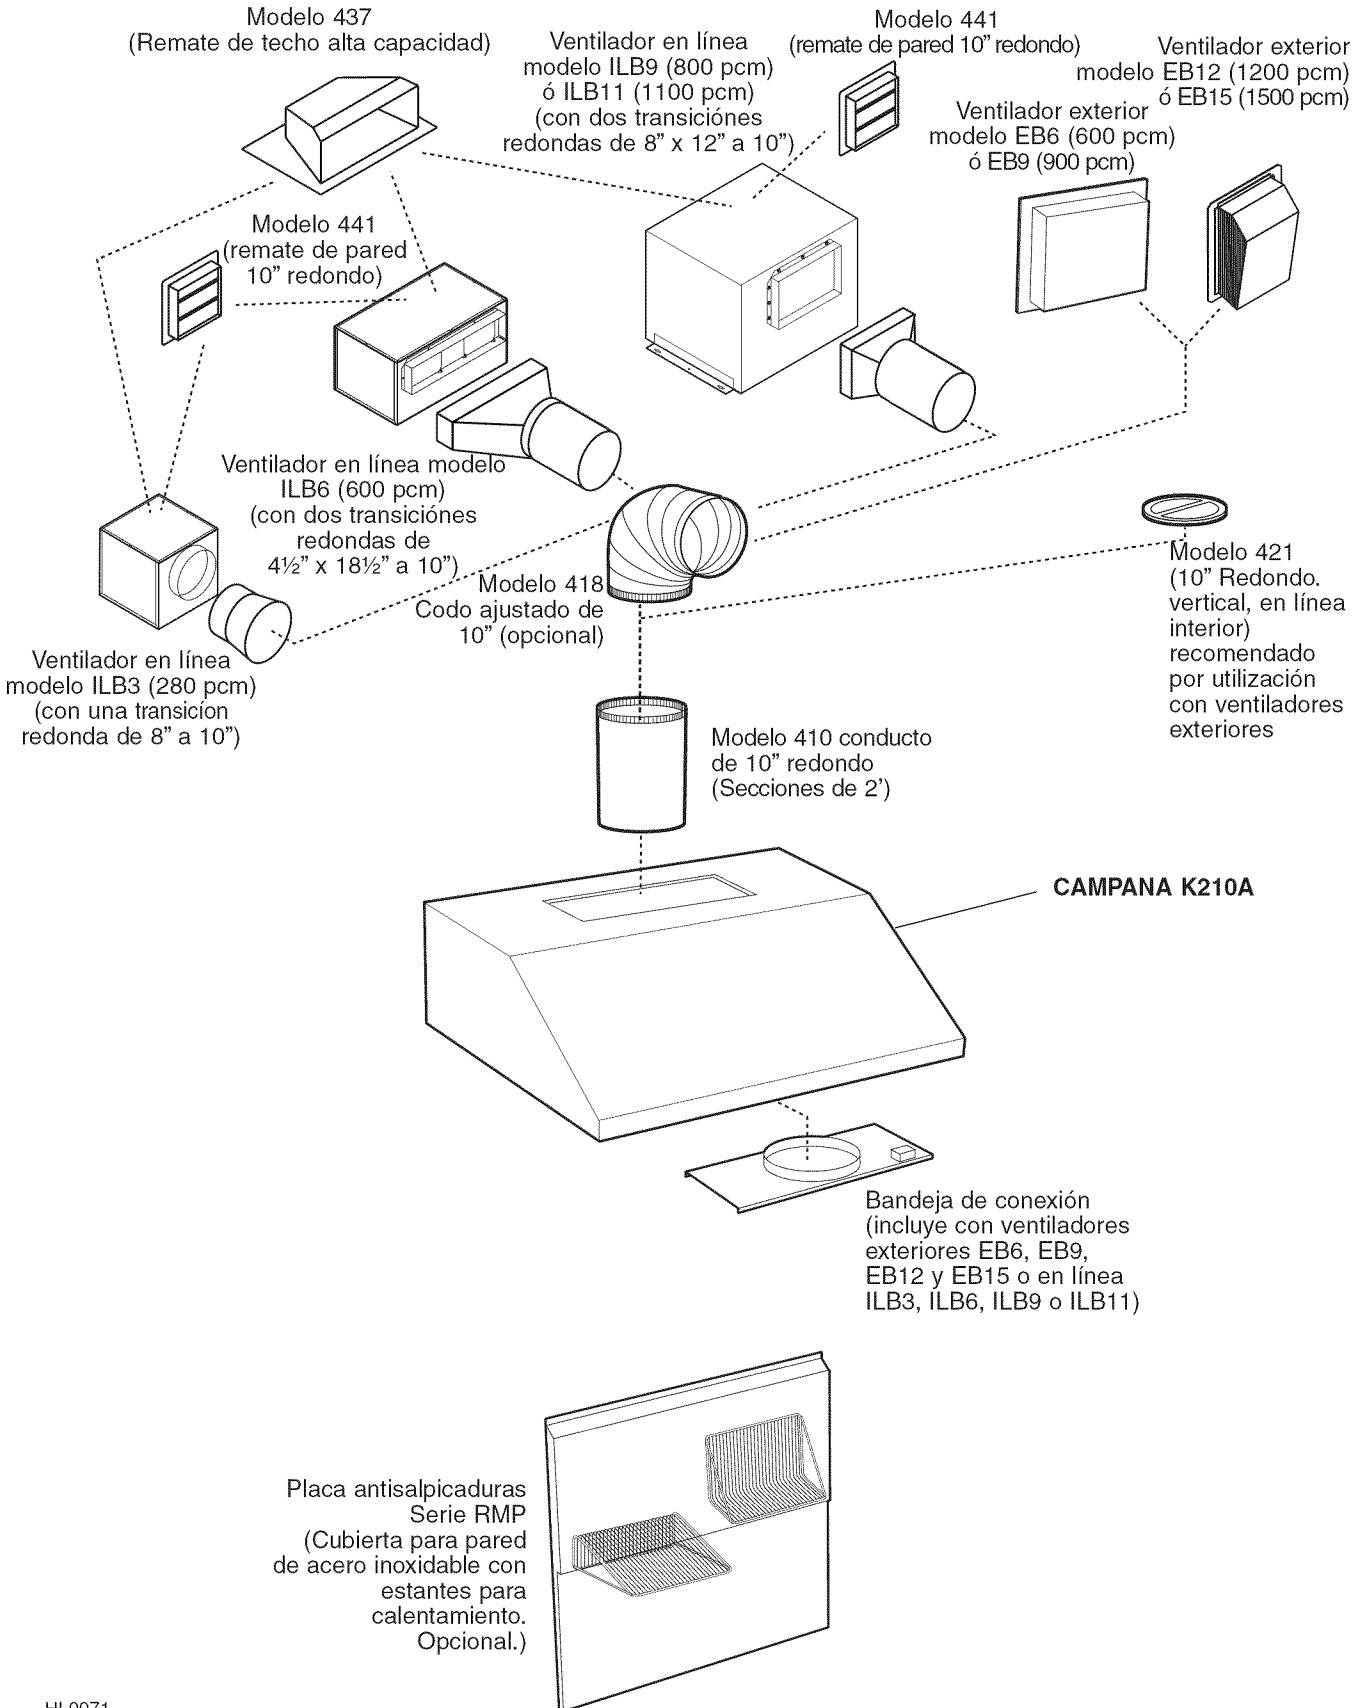 Modelo 437
(Remate de techo alta capacidad)
Ventilador en línea
modelo ILB9 (800 pcm)
ó ILB11 (1100 pcm)
(con dos transiciónes
redondas de 8” x 12” a 10”)
Modelo 441
(remate de pared 10” redondo)
Ventilador exterior
modelo EB12 (1200 pcm)
ó EB15 (1500 pcm)
Ventilador exterior
modelo EB6 (600 pcm)
ó EB9 (900 pcm)
Modelo 441
(remate de pared
10” redondo)
Ventilador en línea modelo
ILB6 (600 pcm)
(con dos transiciónes
redondas de
4½” x 18½” a 10”)
Modelo 418
Codo ajustado de
10” (opcional)
Modelo 421
(10” Redondo.
vertical, en línea
interior)
recomendado
por utilización
con ventiladores
exteriores
Ventilador en línea
modelo ILB3 (280 pcm)
(con una transicíon
redonda de 8” a 10”)
Modelo 410 conducto
de 10” redondo
(Secciones de 2’)
CAMPANA K210A
Bandeja de conexión
(incluye con ventiladores
exteriores EB6, EB9,
EB12 y EB15 o en línea
ILB3, ILB6, ILB9 o ILB11)
Placa antisalpicaduras
Serie RMP
(Cubierta para pared
de acero inoxidable con
estantes para
calentamiento.
Opcional.)